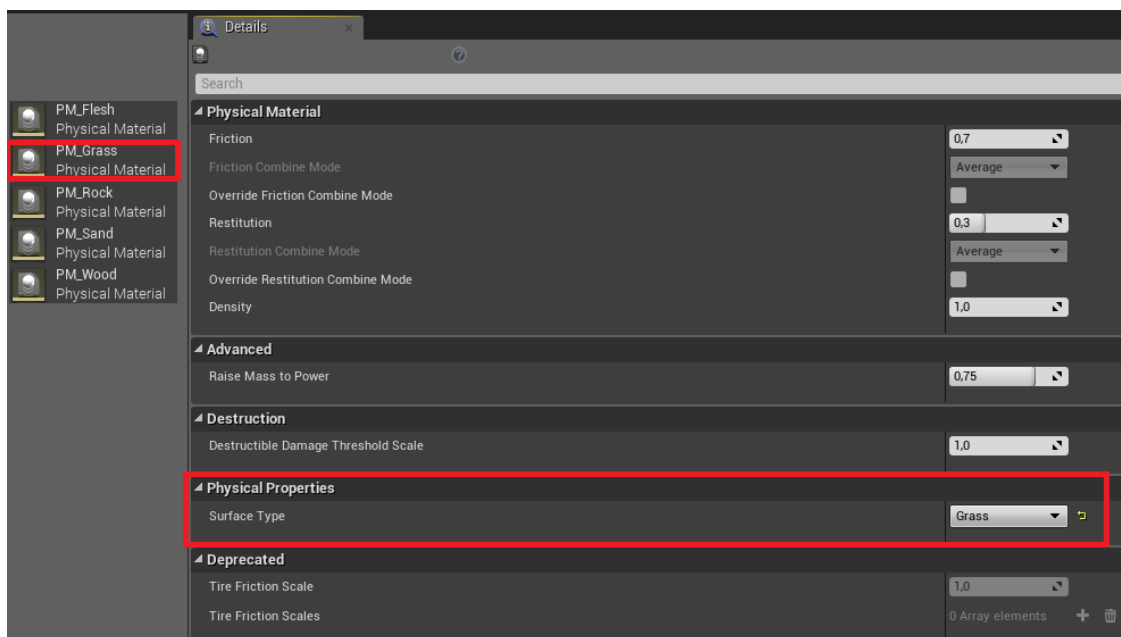 Details
Search
PM_Flesh
Physical Material
PM_Grass
Physical Material
PM_Rock
Physical Material
PM_Sand
Physical Material
PM_Wood
Physical Material
Physical Material
Friction 0,7
Friction Combine Mode Average
Override Friction Combine Mode
Restitution 0,3
Restitution Combine Mode Average
Override Restitution Combine Mode
Density 1,0
Advanced
Raise Mass to Power 0,75
Destruction
Destructible Damage Threshold Scale 1,0
Physical Properties
Surface Type Grass
Deprecated
Tire Friction Scale 1,0
Tire Friction Scales 0 Array elements